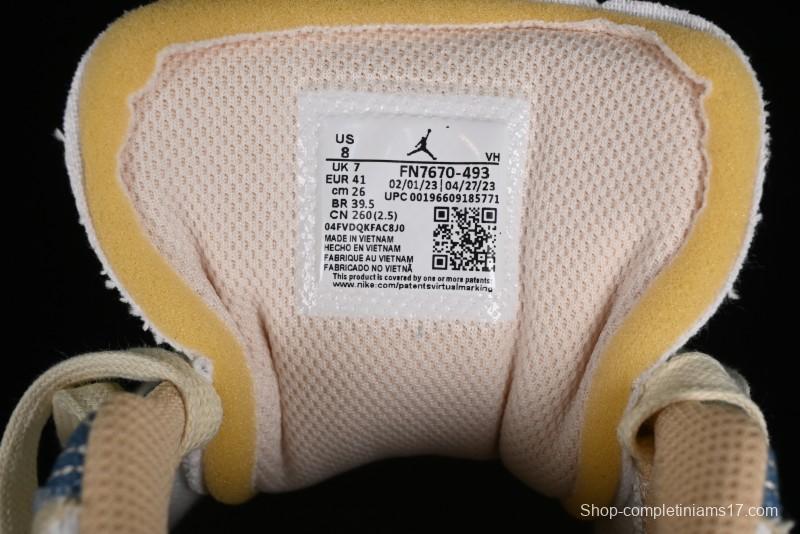 US
8
VH
UK 7
EUR 41
cm 26
BR 39.5
CN 260(2.5)
FN7670-493
02/01/23|04/27/23
UPC 00196609185771
04FVDQKFAC8J0
MADE IN VIETNAM
HECHO EN VIETNAM
FABRIQUÉ AU VIETNAM
FABRICADO NO VIETNÃ
This product is covered by one or more patents:
www.nike.com/patentsvirtualmarking
Shop-completiniams17.com